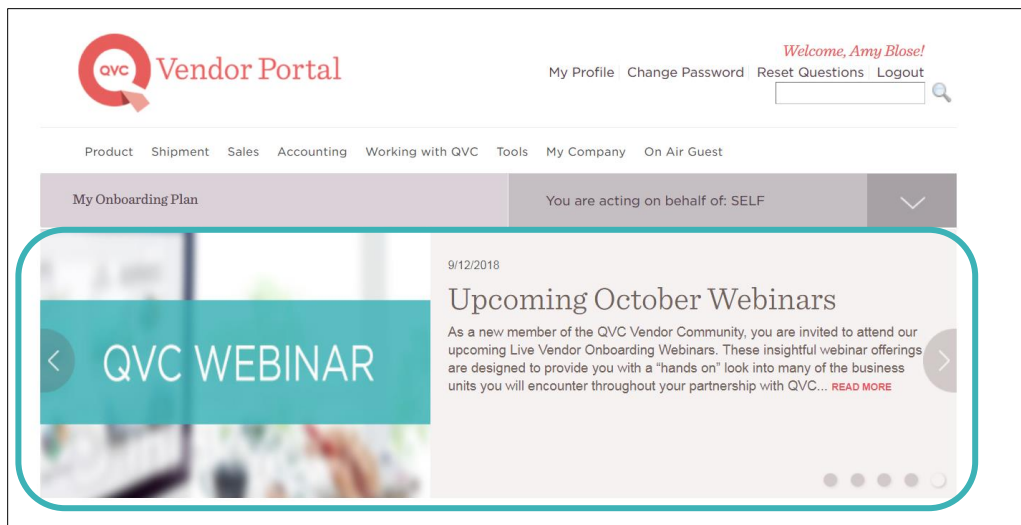 Welcome, Amy Blose!
QVC Vendor Portal
My Profile Change Password Reset Questions Logout
Product Shipment Sales Accounting Working with QVC Tools My Company On Air Guest
My Onboarding Plan
You are acting on behalf of: SELF
QVC WEBINAR
9/12/2018
Upcoming October Webinars
As a new member of the QVC Vendor Community, you are invited to attend our
upcoming Live Vendor Onboarding Webinars. These insightful webinar offerings
are designed to provide you with a “hands on” look into many of the business
units you will encounter throughout your partnership with QVC... READ MORE